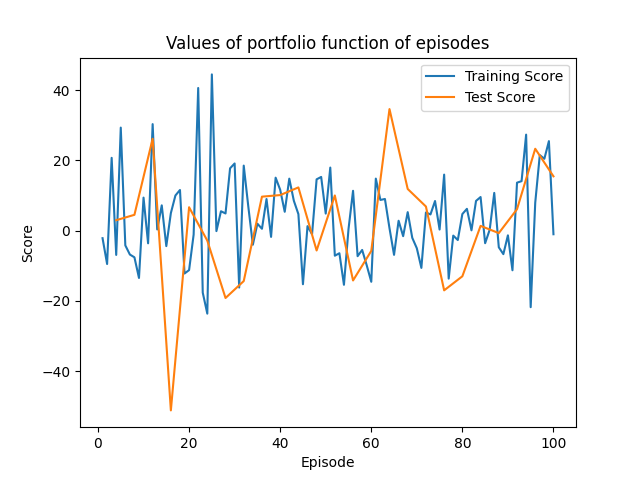 Values of portfolio function of episodes
Training Score
Test Score
40
20
0
−20
−40
Score
0 20 40 60 80 100
Episode